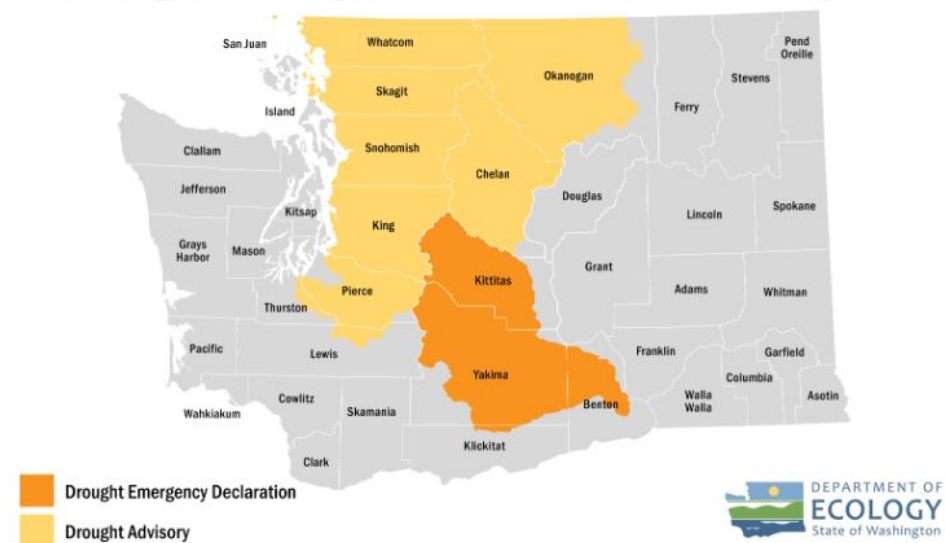 San Juan
Whatcom
Okanogan
Pend
Oreille
Stevens
Skagit
Ferry
Island
Snohomish
Clallam
Chelan
Jefferson
Douglas
Kitsap
Lincoln
Spokane
King
Grays
Harbor
Mason
Grant
Kittitas
Adams
Whitman
Pierce
Thurston
Pacific
Lewis
Franklin
Garfield
Yakima
Columbia
Wahkiakum
Cowlitz
Skamania
Benton
Walla
Walla
Asotin
Klickitat
Clark
Drought Emergency Declaration
Drought Advisory
DEPARTMENT OF
ECOLOGY
State of Washington